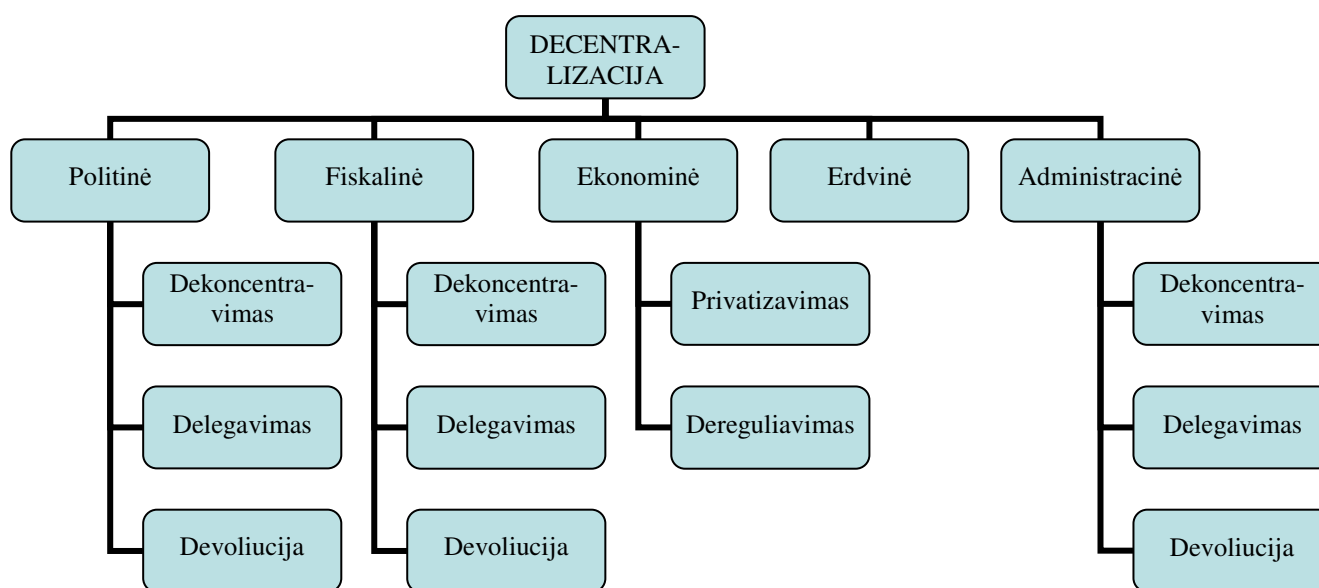 DECENTRA-
LIZACIJA
Politinė
Fiskalinė
Ekonominė
Erdvinė
Administracinė
Dekoncentra-
vimas
Dekoncentra-
vimas
Privatizavimas
Dekoncentra-
vimas
Delegavimas
Delegavimas
Dereguliavimas
Delegavimas
Devoliucija
Devoliucija
Devoliucija